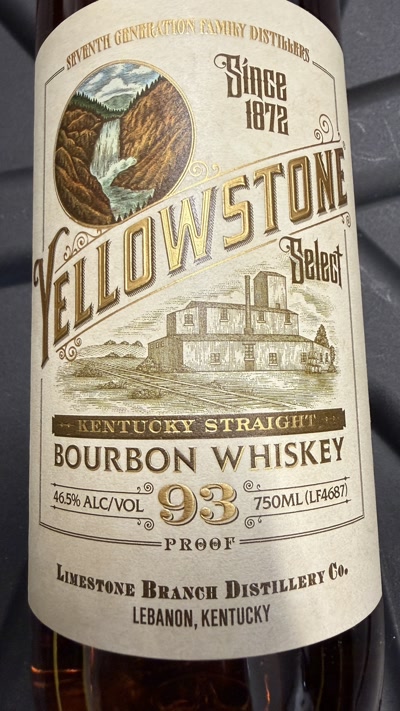 SEVENTH GENERATION FAMILY DISTILLERS
Since
1872
YELLOWSTONE
Select
KENTUCKY STRAIGHT
BOURBON WHISKEY
46.5% ALC/VOL 93 750ML (LF4687)
PROOF
LIMESTONE BRANCH DISTILLERY CO.
LEBANON, KENTUCKY